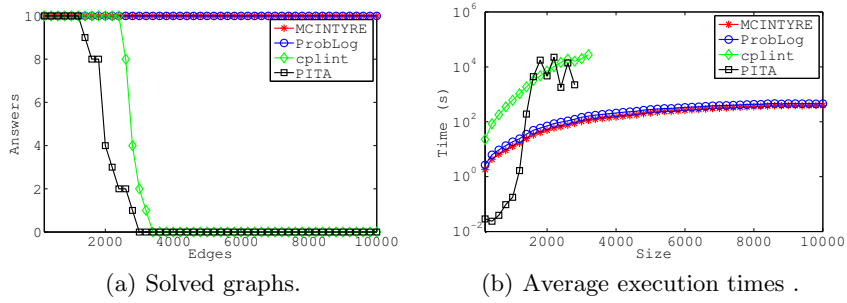 10
8
6
4
2
0
Answers
2000 4000 6000 8000 10000
Edges
MCINTYRE
ProbLog
cplint
PITA
(a) Solved graphs.
10^6
10^4
10^2
10^0
10^-2
Time (s)
2000 4000 6000 8000 10000
Size
MCINTYRE
ProbLog
cplint
PITA
(b) Average execution times .